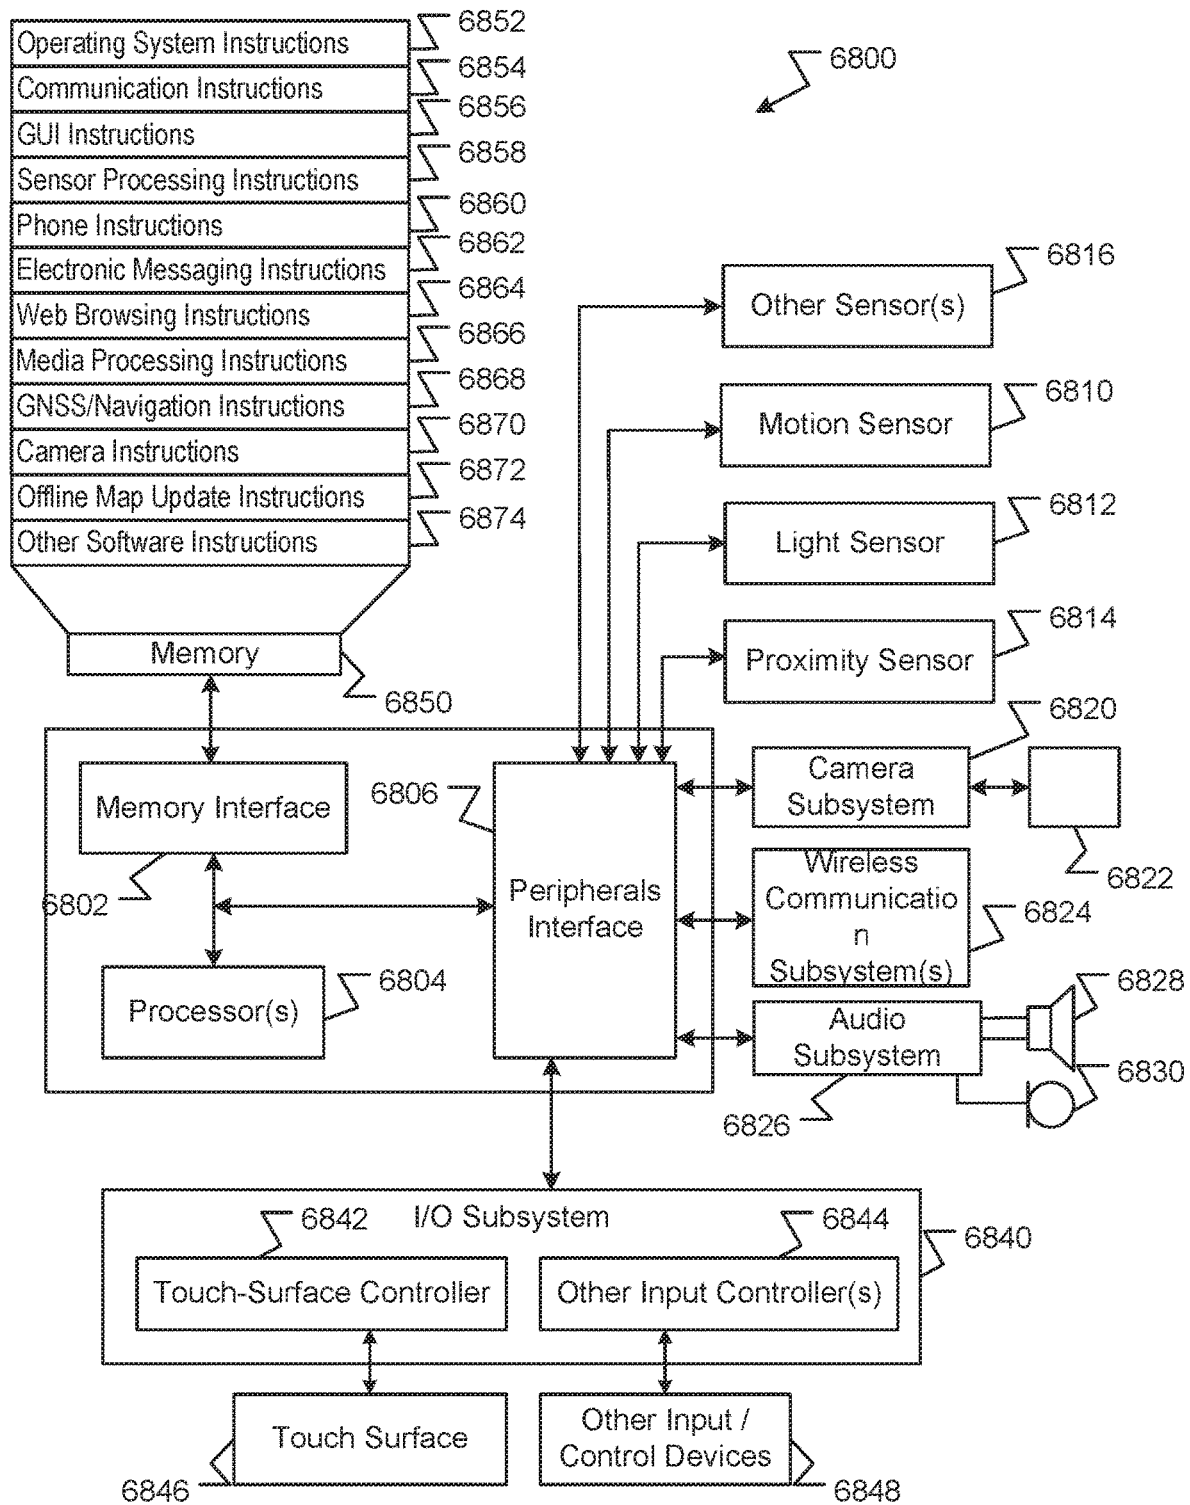 6852
Operating System Instructions
6854
Communication Instructions
6856
GUI Instructions
6858
Sensor Processing Instructions
6860
Phone Instructions
6862
Electronic Messaging Instructions
6864
Web Browsing Instructions
6866
Media Processing Instructions
6868
GNSS/Navigation Instructions
6870
Camera Instructions
6872
Offline Map Update Instructions
6874
Other Software Instructions
Memory
6850
6800
6816
Other Sensor(s)
6810
Motion Sensor
6812
Light Sensor
6814
Proximity Sensor
6820
Camera
Subsystem
6822
Memory Interface
6802
6806
Peripherals
Interface
Processor(s)
6804
Wireless
Communicatio
n
Subsystem(s)
6824
Audio
Subsystem
6826
6828
6830
I/O Subsystem
6840
6842
Touch-Surface Controller
6844
Other Input Controller(s)
Touch Surface
6846
Other Input /
Control Devices
6848